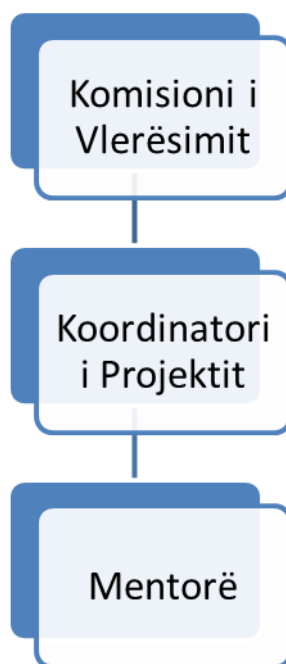 Komisioni i
Vlerësimit
Koordinatori
i Projektit
Mentorë